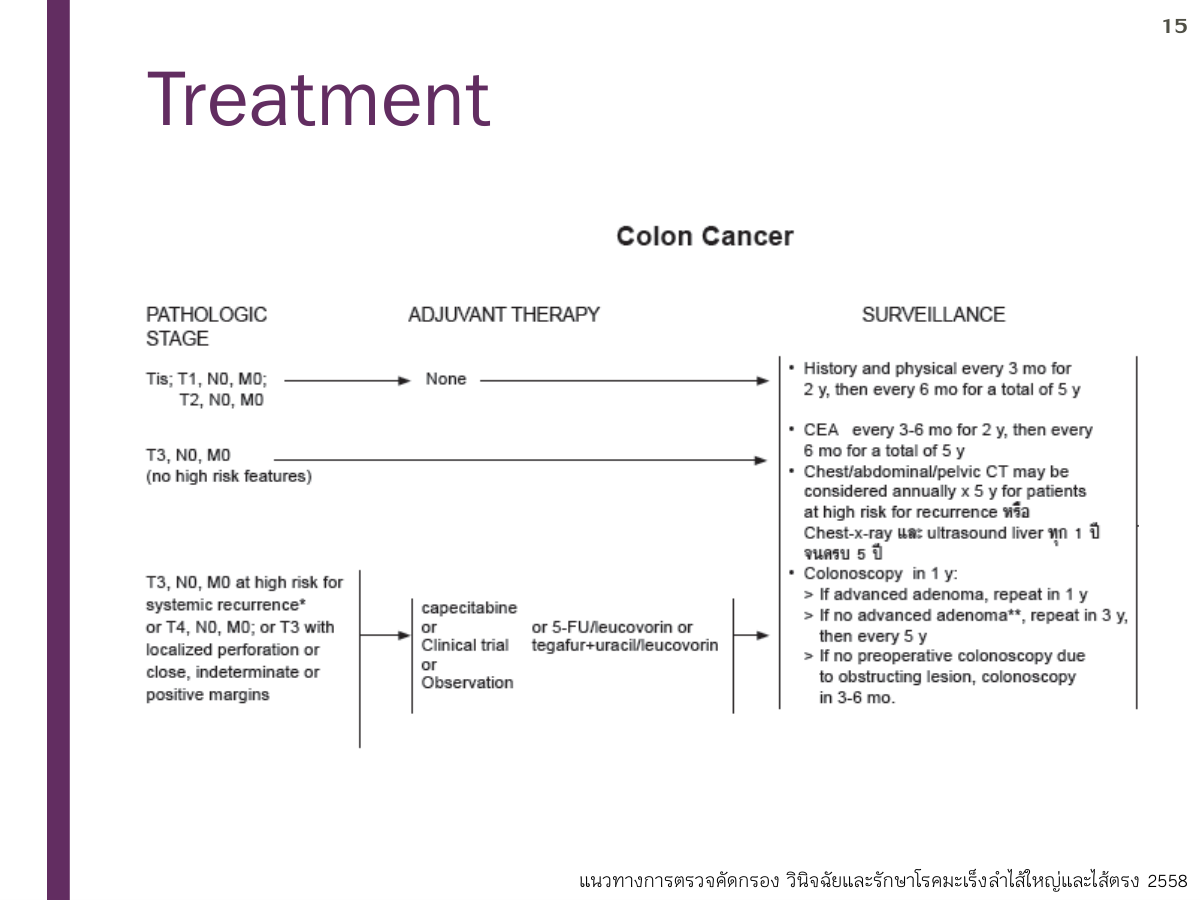 15
Treatment
Colon Cancer
PATHOLOGIC
STAGE
ADJUVANT THERAPY
SURVEILLANCE
Tis; T1, N0, M0;
T2, N0, M0
None
T3, N0, M0
(no high risk features)
T3, N0, M0 at high risk for
systemic recurrence*
or T4, N0, M0; or T3 with
localized perforation or
close, indeterminate or
positive margins
capecitabine
or
Clinical trial
or
Observation
or 5-FU/leucovorin or
tegafur+uracil/leucovorin
• History and physical every 3 mo for
2 y, then every 6 mo for a total of 5 y
• CEA every 3-6 mo for 2 y, then every
6 mo for a total of 5 y
• Chest/abdominal/pelvic CT may be
considered annually x 5 y for patients
at high risk for recurrence หรือ
Chest-x-ray และ ultrasound liver ทุก 1 ปี
จนครบ 5 ปี
• Colonoscopy in 1 y:
> If advanced adenoma, repeat in 1 y
> If no advanced adenoma**, repeat in 3 y,
then every 5 y
> If no preoperative colonoscopy due
to obstructing lesion, colonoscopy
in 3-6 mo.
แนวทางการตรวจคัดกรอง วินิจฉัยและรักษาโรคมะเร็งลำไส้ใหญ่และไส้ตรง 2558